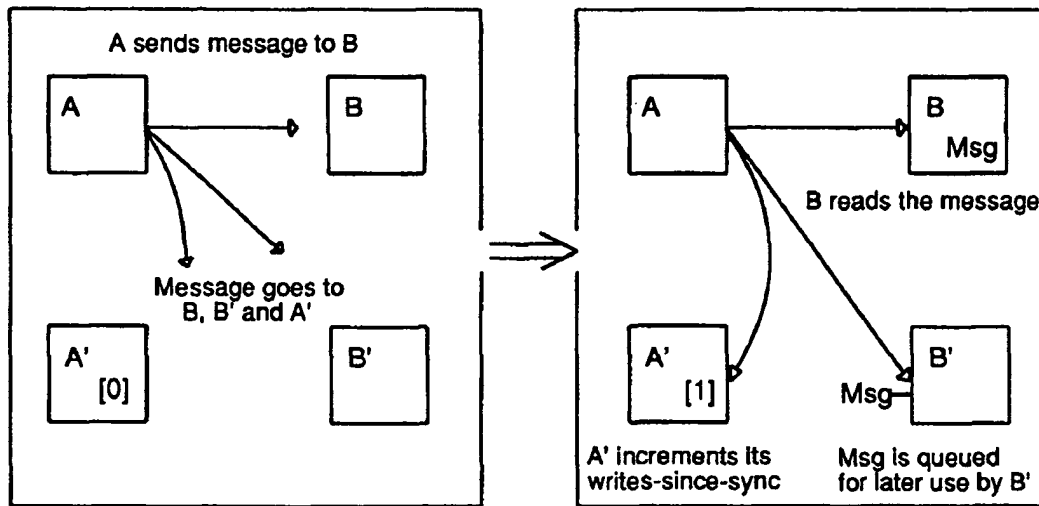 A sends message to B
A
B
Message goes to
B, B' and A'
A'
[0]
B'
A
B
Msg
B reads the message
A'
[1]
B'
Msg
A' increments its
writes-since-sync
Msg is queued
for later use by B'